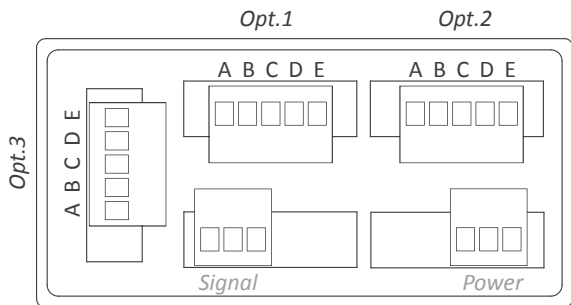 Opt.1 Opt.2
A B C D E A B C D E
Opt.3
A B C D E
Signal Power